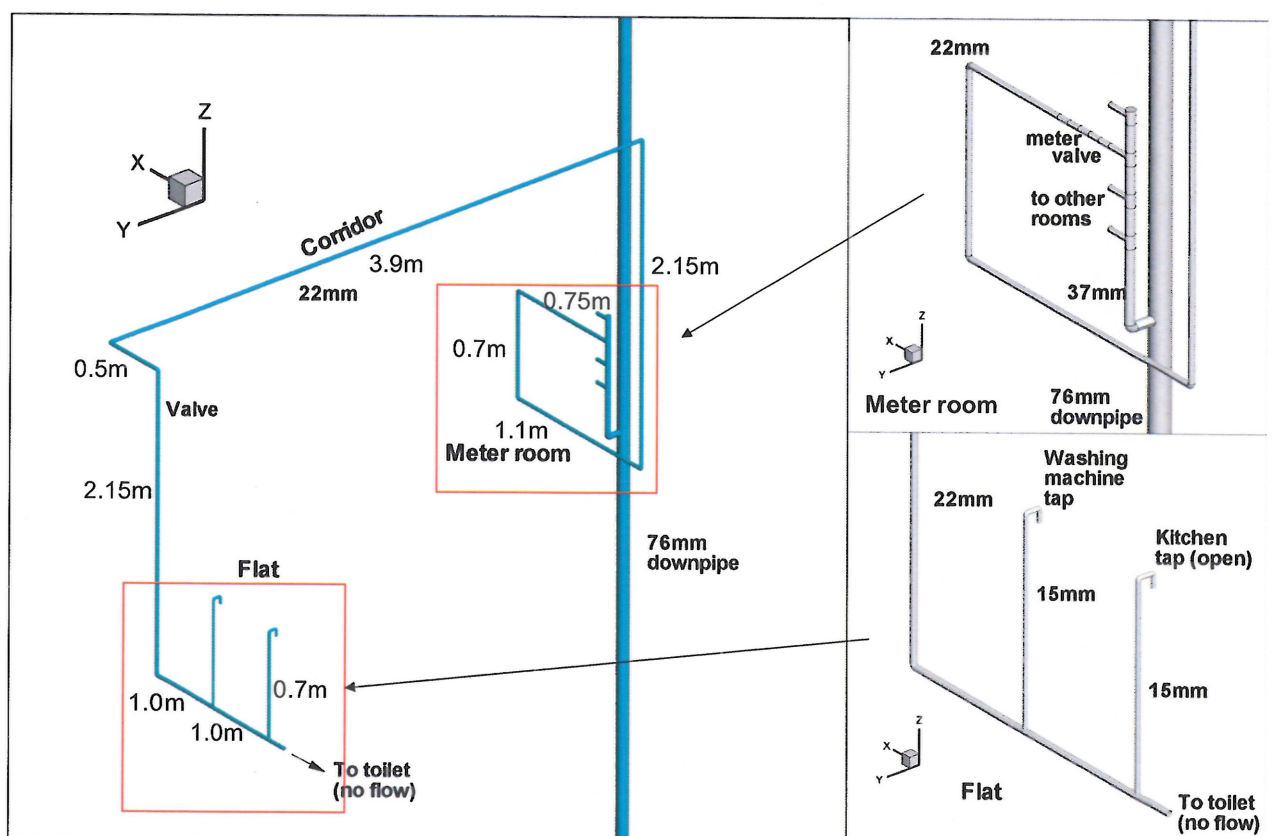 Z
X
Y
Corridor
3.9m
22mm
2.15m
0.75m
0.7m
0.5m
Valve
1.1m
Meter room
2.15m
76mm
downpipe
Flat
0.7m
1.0m
1.0m
To toilet
(no flow)
22mm
meter
valve
to other
rooms
37mm
Z
X
Y
Meter room
76mm
downpipe
Washing
machine
tap
22mm
Kitchen
tap (open)
15mm
15mm
Z
X
Y
Flat
To toilet
(no flow)